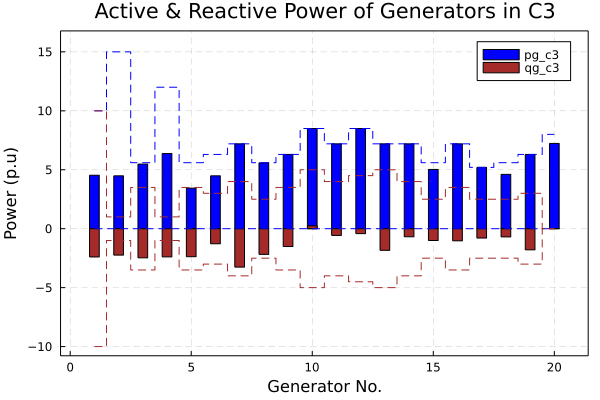 Active & Reactive Power of Generators in C3
pg_c3
qg_c3
Power (p.u)
15
10
5
0
−5
−10
0
5
10
15
20
Generator No.